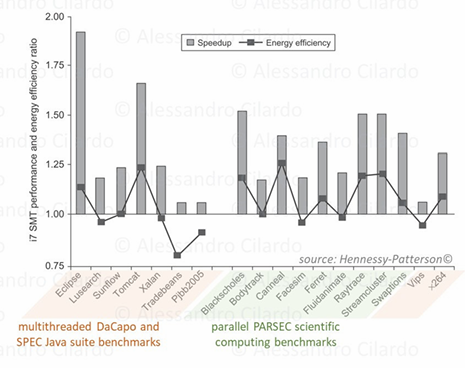 © Alessandro Cilardo
2.00
1.75
1.50
1.25
1.00
0.75
i7 SMT performance and energy efficiency ratio
Speedup
Energy efficiency
Eclipse
Lusearch
Sunflow
Tomcat
Xalan
Tradebeans
Pjbb2005
Blackscholes
Bodytrack
Canneal
Facesim
Ferret
Fluidanimate
Raytrace
Streamcluster
Swaptions
Vips
×264
source: Hennessy-Patterson©
multithreaded DaCapo and
SPEC Java suite benchmarks
parallel PARSEC scientific
computing benchmarks